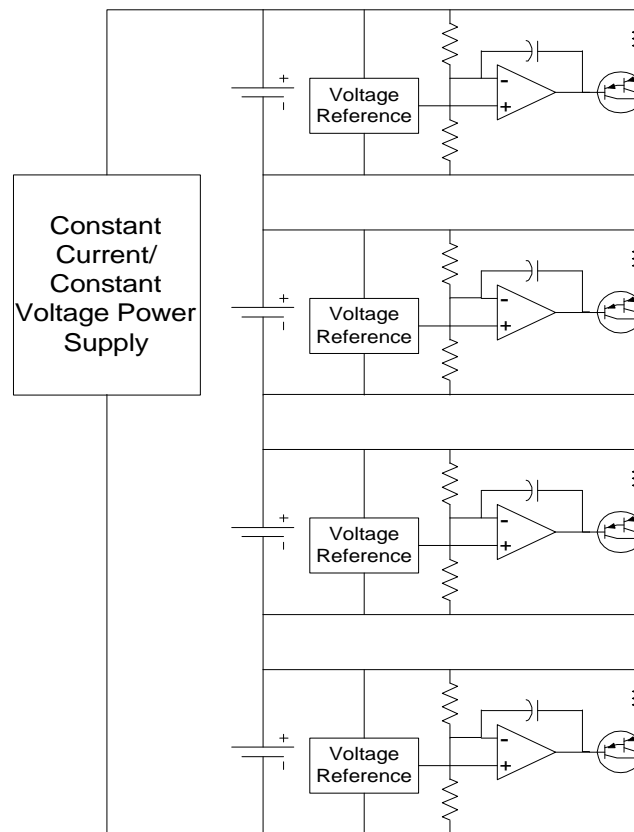 +
-
Voltage
Reference
-
+
Constant
Current/
Constant
Voltage Power
Supply
+
-
Voltage
Reference
-
+
+
-
Voltage
Reference
-
+
+
-
Voltage
Reference
-
+